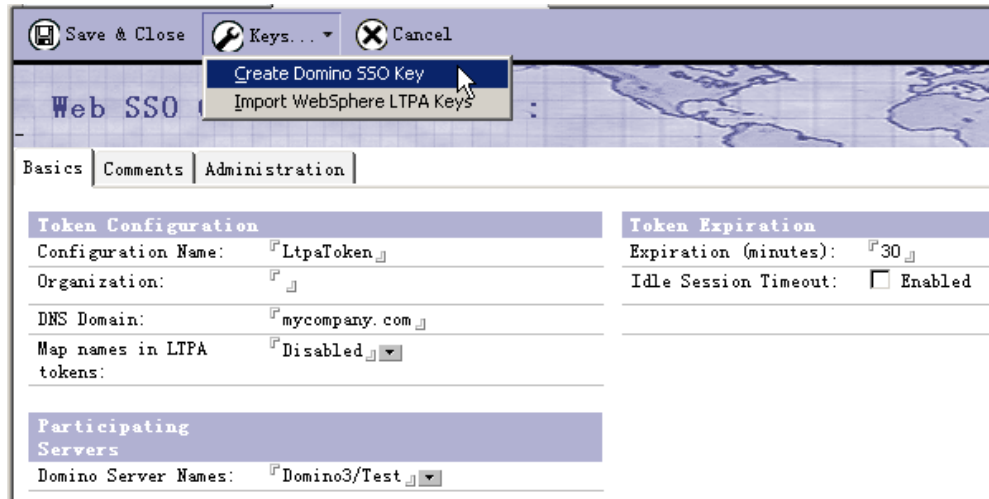 Save & Close Keys... Cancel
Create Domino SSO Key
Import WebSphere LTPA Keys
Web SSO :
Basics Comments Administration
Token Configuration
Configuration Name: LtpaToken
Organization:
DNS Domain: mycompany.com
Map names in LTPA tokens: Disabled
Token Expiration
Expiration (minutes): 30
Idle Session Timeout: Enabled
Participating
Servers
Domino Server Names: Domino3/Test